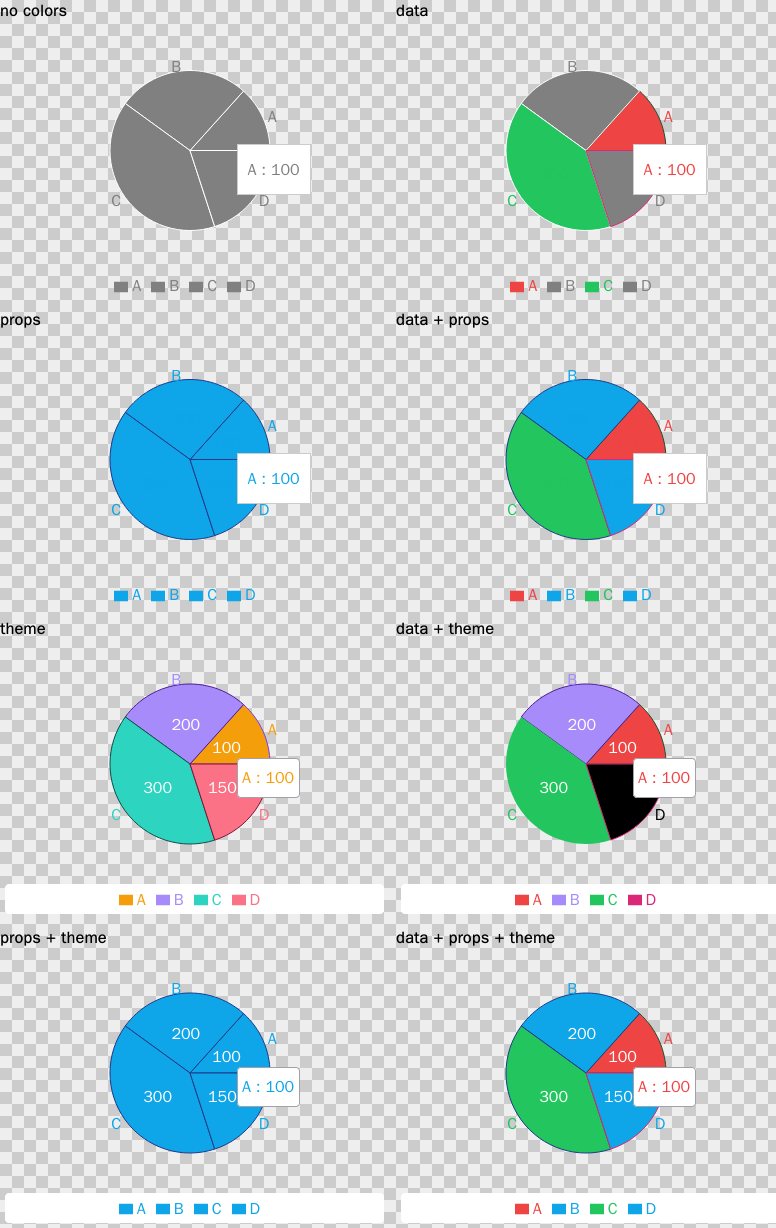 no colors
B
A
A : 100
C
D
A B C D
data
B
A
A : 100
C
D
A B C D
props
B
A
A : 100
C
D
A B C D
data + props
B
A
A : 100
C
D
A B C D
theme
B
200
A
100
A : 100
300
150
C
D
A B C D
data + theme
B
200
A
100
A : 100
300
C
D
A B C D
props + theme
B
200
A
100
A : 100
300
150
C
D
A B C D
data + props + theme
B
200
A
100
A : 100
300
150
C
D
A B C D